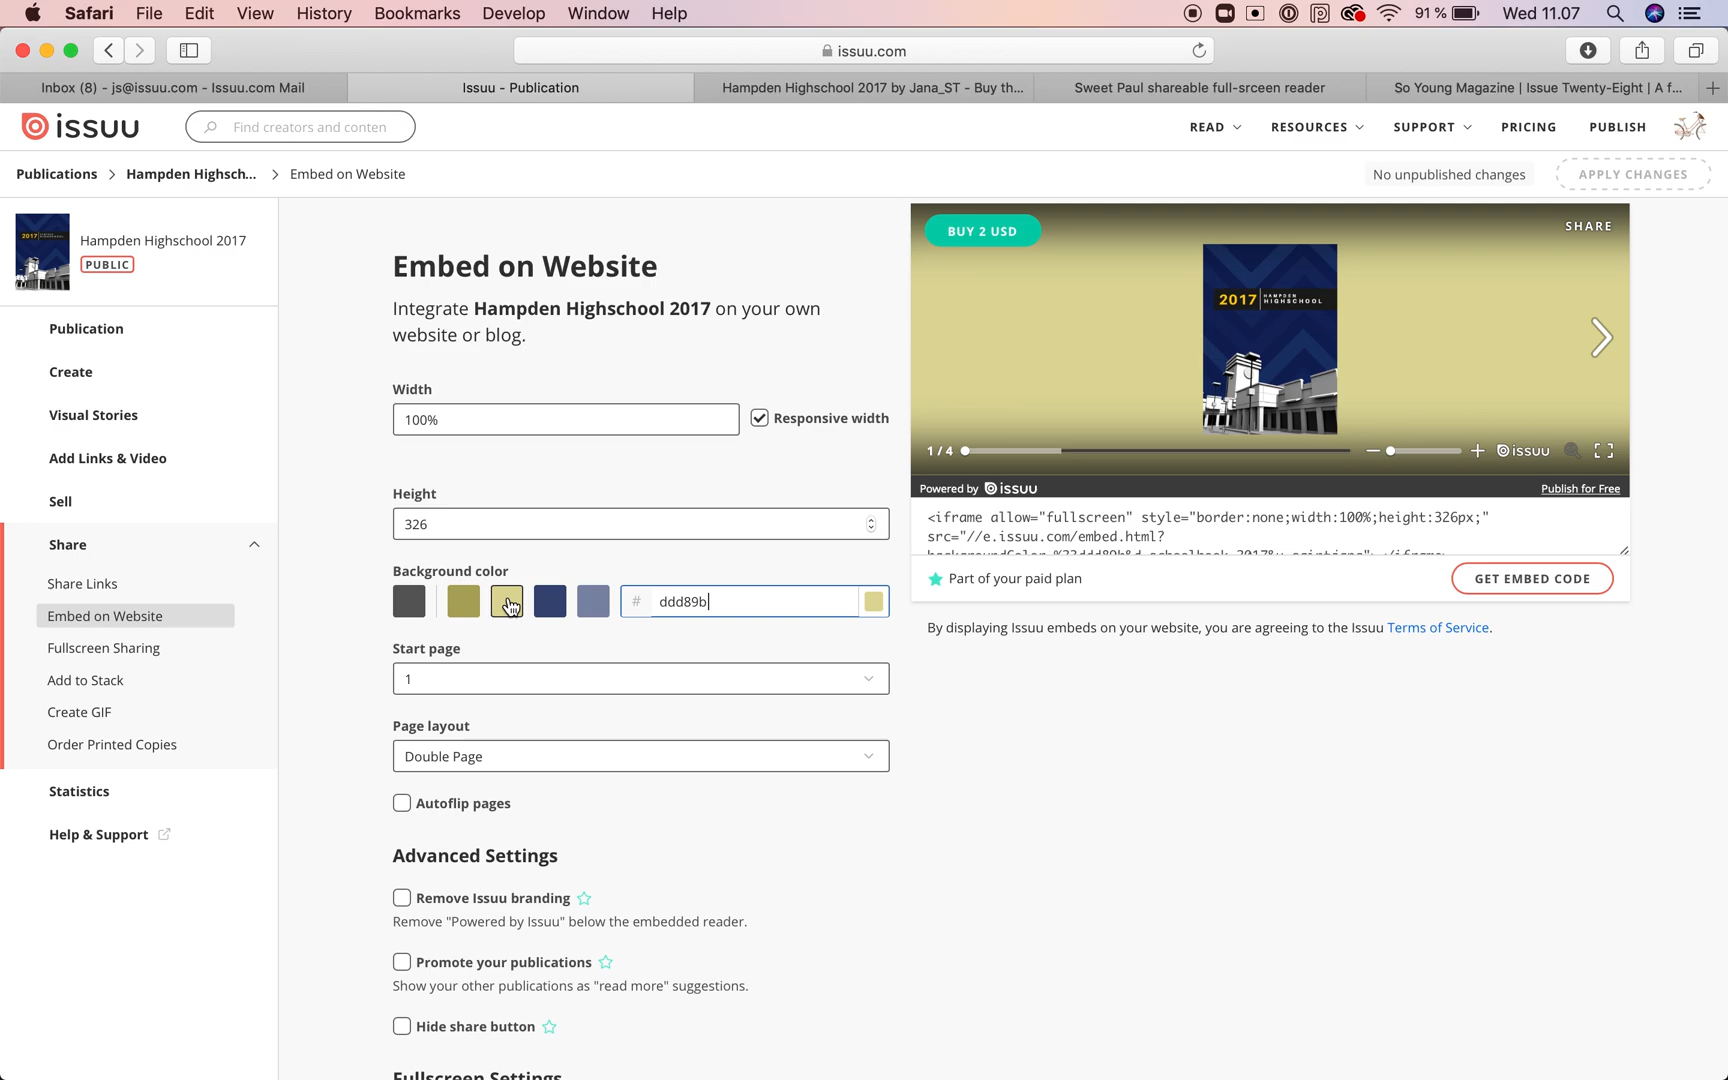 Safari File Edit View History Bookmarks Develop Window Help 91 % Wed 11.07
issuu.com
Inbox (8) - js@issuu.com - Issuu.com Mail
Issuu - Publication
Hampden Highschool 2017 by Jana_ST - Buy th...
Sweet Paul shareable full-srceen reader
So Young Magazine | Issue Twenty-Eight | A f...
issuu
Find creators and conten
READ RESOURCES SUPPORT PRICING PUBLISH
Publications > Hampden Highsch... > Embed on Website
No unpublished changes
APPLY CHANGES
Hampden Highschool 2017
PUBLIC
Publication
Create
Visual Stories
Add Links & Video
Sell
Share
Share Links
Embed on Website
Fullscreen Sharing
Add to Stack
Create GIF
Order Printed Copies
Statistics
Help & Support
Embed on Website
Integrate Hampden Highschool 2017 on your own
website or blog.
Width
100%
Responsive width
Height
326
Background color
# ddd89b
Start page
1
Page layout
Double Page
Autoflip pages
Advanced Settings
Remove Issuu branding
Remove "Powered by Issuu" below the embedded reader.
Promote your publications
Show your other publications as "read more" suggestions.
Hide share button
Fullscreen Settings
BUY 2 USD
SHARE
2017 HAMPDEN
HIGHSCHOOL
1 / 4
issuu
Powered by issuu
Publish for Free
<iframe allow="fullscreen" style="border:none;width:100%;height:326px;"
src="//e.issuu.com/embed.html?
Part of your paid plan
GET EMBED CODE
By displaying Issuu embeds on your website, you are agreeing to the Issuu Terms of Service.